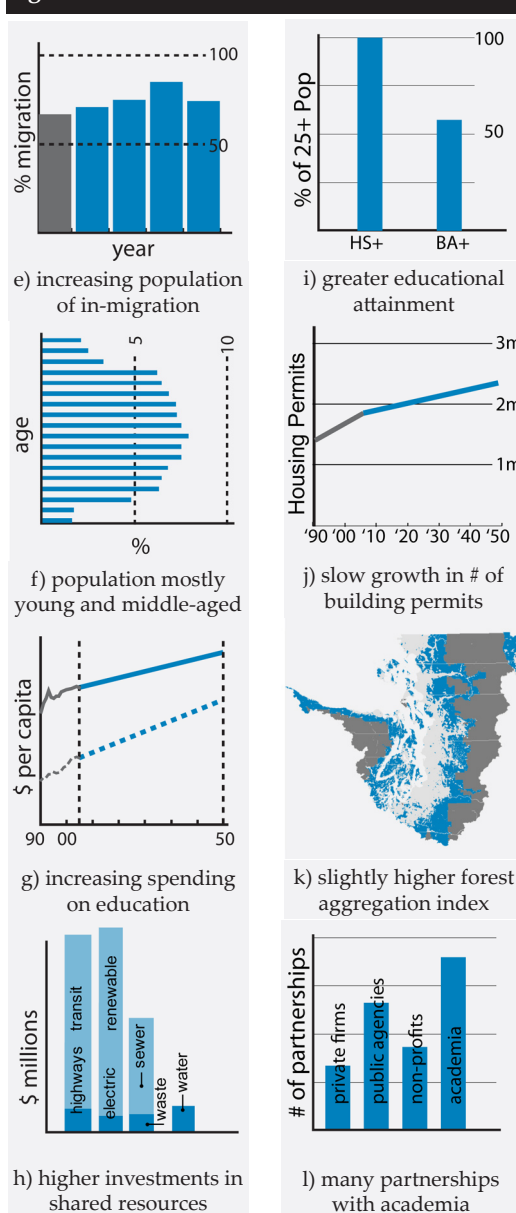 100
50
% migration
year
e) increasing population
of in-migration
100
50
% of 25+ Pop
HS+ BA+
i) greater educational
attainment
5
10
age
%
f) population mostly
young and middle-aged
3m
2m
1m
Housing Permits
'90 '00 '10 '20 '30 '40 '50
j) slow growth in # of
building permits
$ per capita
90 00 50
g) increasing spending
on education
k) slightly higher forest
aggregation index
$ millions
highways transit
electric renewable
sewer
waste
water
h) higher investments in
shared resources
# of partnerships
private firms
public agencies
non-profits
academia
l) many partnerships
with academia